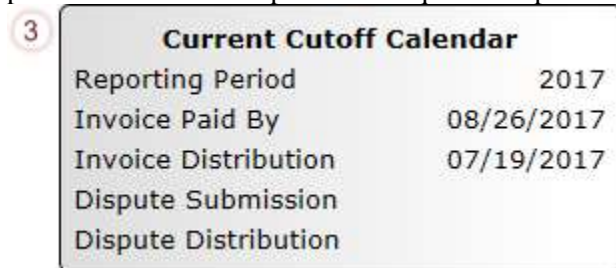 3
Current Cutoff Calendar
Reporting Period 2017
Invoice Paid By 08/26/2017
Invoice Distribution 07/19/2017
Dispute Submission
Dispute Distribution